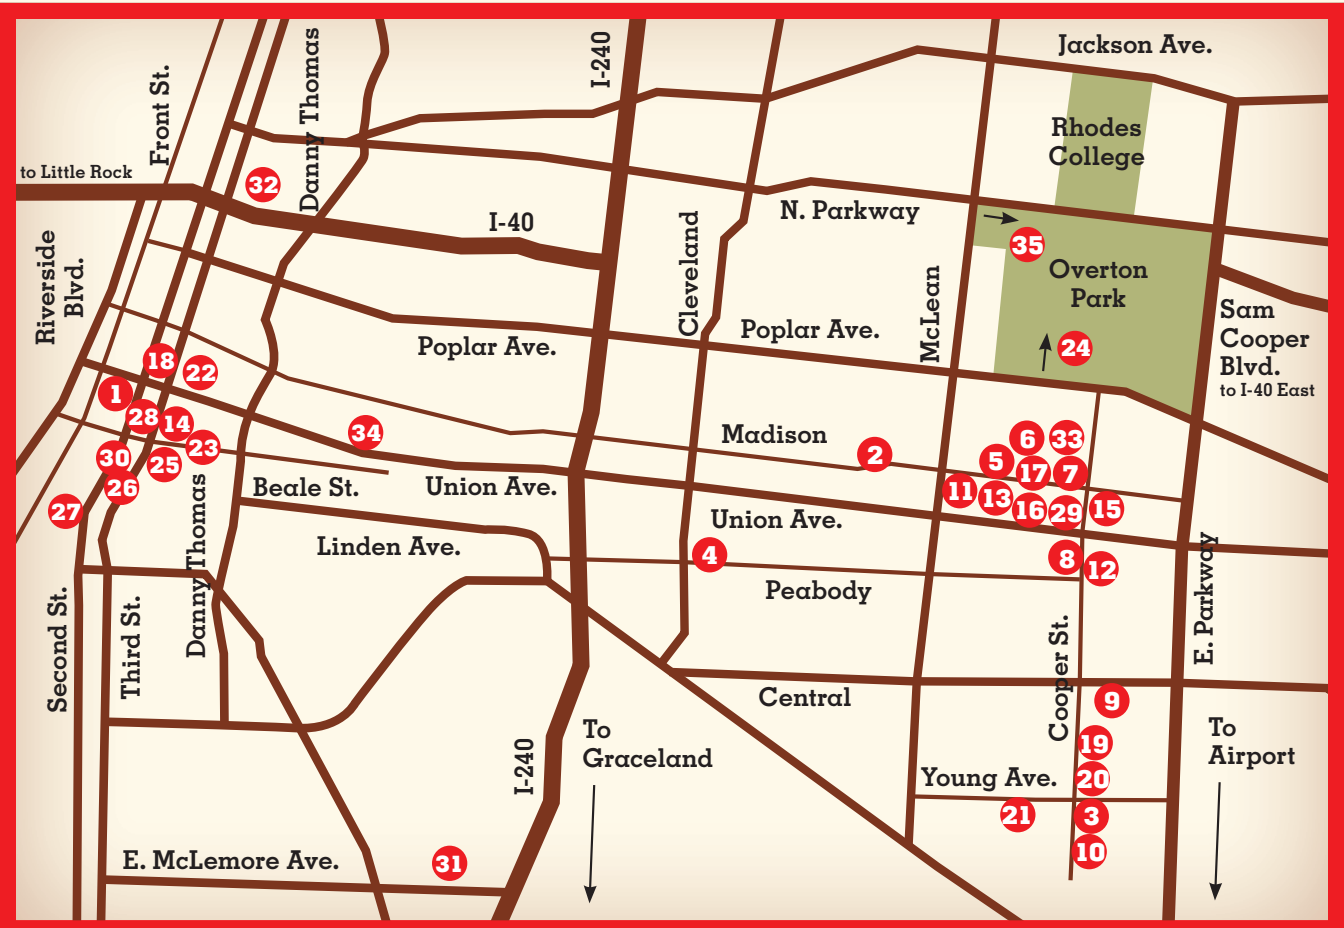 Jackson Ave.
I-240
Danny Thomas
Front St.
Rhodes
College
to Little Rock
32
N. Parkway
I-40
35
Riverside
Blvd.
Cleveland
McLean
Overton
Park
Sam
Cooper
Blvd.
to I-40 East
Poplar Ave.
Poplar Ave.
24
18
22
1
28
14
34
Madison
2
6
33
23
30
25
5
17
7
26
Beale St.
Union Ave.
11
13
16
29
15
27
Union Ave.
Linden Ave.
4
8
12
Peabody
Danny Thomas
E. Parkway
Second St.
Third St.
Cooper St.
Central
9
To
Graceland
To
Airport
19
I-240
Young Ave.
20
21
3
10
E. McLemore Ave.
31